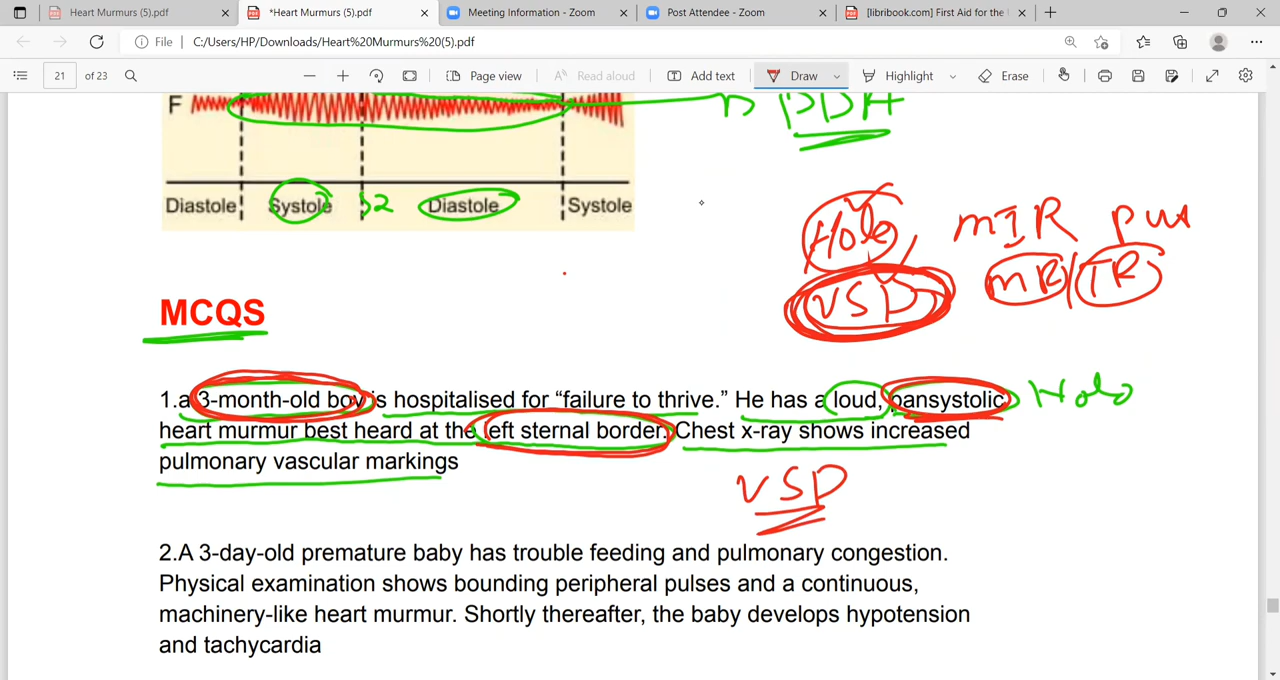 Heart Murmurs (5).pdf
*Heart Murmurs (5).pdf
Meeting Information - Zoom
Post Attendee - Zoom
[libribook.com] First Aid for the
File C:/Users/HP/Downloads/Heart%20Murmurs%20(5).pdf
21 of 23 Page view Read aloud Add text Draw Highlight Erase
F
Diastole Systole S2 Diastole Systole
Holo
MIR
VSD
MR/TR
MCQS
1.a 3-month-old boy is hospitalised for “failure to thrive.” He has a loud, pansystolic Holo
heart murmur best heard at the left sternal border. Chest x-ray shows increased
pulmonary vascular markings
VSD
2.A 3-day-old premature baby has trouble feeding and pulmonary congestion.
Physical examination shows bounding peripheral pulses and a continuous,
machinery-like heart murmur. Shortly thereafter, the baby develops hypotension
and tachycardia